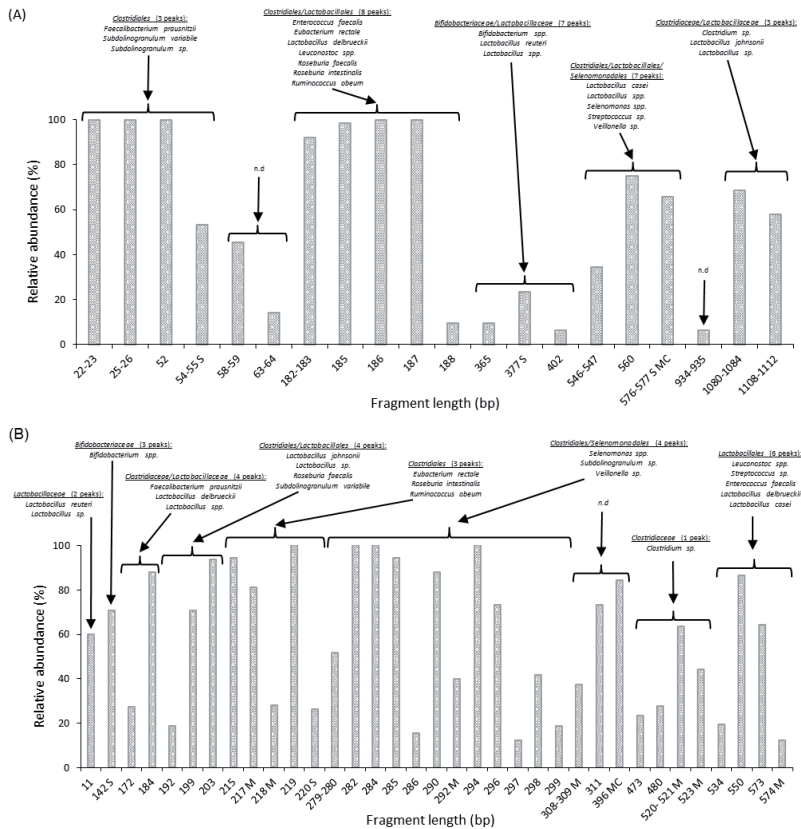 (A)
Clostridiales (3 peaks):
Faecalibacterium prausnitzii
Subdolinogranulum variabile
Subdolinogranulum sp.
Clostridiales/Lactobacillales (8 peaks):
Enterococcus faecalis
Eubacterium rectale
Lactobacillus delbrueckii
Leuconostoc spp.
Roseburia faecalis
Roseburia intestinalis
Ruminococcus obeum
Bifidobacteriaceae/Lactobacillaceae (7 peaks):
Bifidobacterium spp.
Lactobacillus reuteri
Lactobacillus spp.
Clostridiales/Lactobacillales/
Selenomonadales (7 peaks):
Lactobacillus casei
Lactobacillus spp.
Selenomonas spp.
Streptococcus sp.
Veillonella sp.
Clostridiaceae/Lactobacillaceae (3 peaks):
Clostridium sp.
Lactobacillus johnsonii
Lactobacillus sp.
n.d
n.d
Relative abundance (%)
100
80
60
40
20
0
22-23
25-26
52
54-55 S
58-59
63-64
182-183
185
186
187
188
365
377 S
402
546-547
560
576-577 S MC
934-935
1080-1084
1108-1112
Fragment length (bp)
(B)
Lactobacillaceae (2 peaks):
Lactobacillus reuteri
Lactobacillus sp.
Bifidobacteriaceae (3 peaks):
Bifidobacterium spp.
Clostridiaceae/Lactobacillaceae (4 peaks):
Faecalibacterium prausnitzii
Lactobacillus delbrueckii
Lactobacillus spp.
Clostridiales/Lactobacillales (4 peaks):
Lactobacillus johnsonii
Lactobacillus sp.
Roseburia faecalis
Subdolinogranulum variabile
Clostridiales (3 peaks):
Eubacterium rectale
Roseburia intestinalis
Ruminococcus obeum
Clostridiales/Selenomonadales (4 peaks):
Selenomonas spp.
Subdolinogranulum sp.
Veillonella sp.
n.d
Clostridiaceae (1 peak):
Clostridium sp.
Lactobacillales (6 peaks):
Leuconostoc spp.
Streptococcus sp.
Enterococcus faecalis
Lactobacillus delbrueckii
Lactobacillus casei
Relative abundance (%)
100
80
60
40
20
0
11
142 S
172
184
192
199
203
215
217 M
218 M
219
220 S
279-280
282
284
285
286
290
292 M
294
296
297
298
299
308-309 M
311
396 MC
473
480
520-521 M
523 M
534
550
573
574 M
Fragment length (bp)